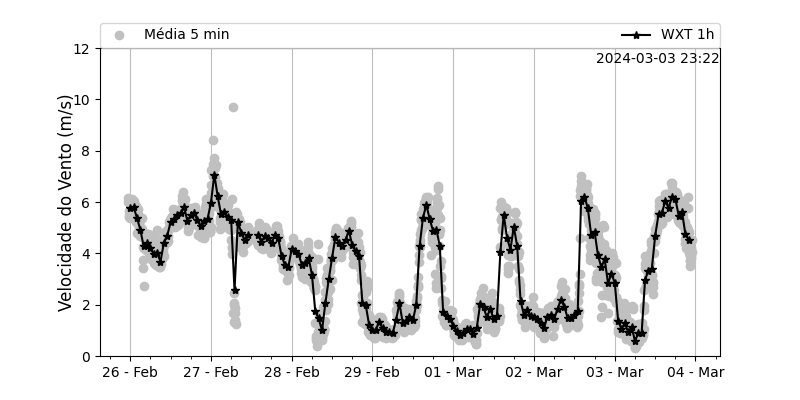 Média 5 min
WXT 1h
2024-03-03 23:22
Velocidade do Vento (m/s)
12
10
8
6
4
2
0
26 - Feb
27 - Feb
28 - Feb
29 - Feb
01 - Mar
02 - Mar
03 - Mar
04 - Mar